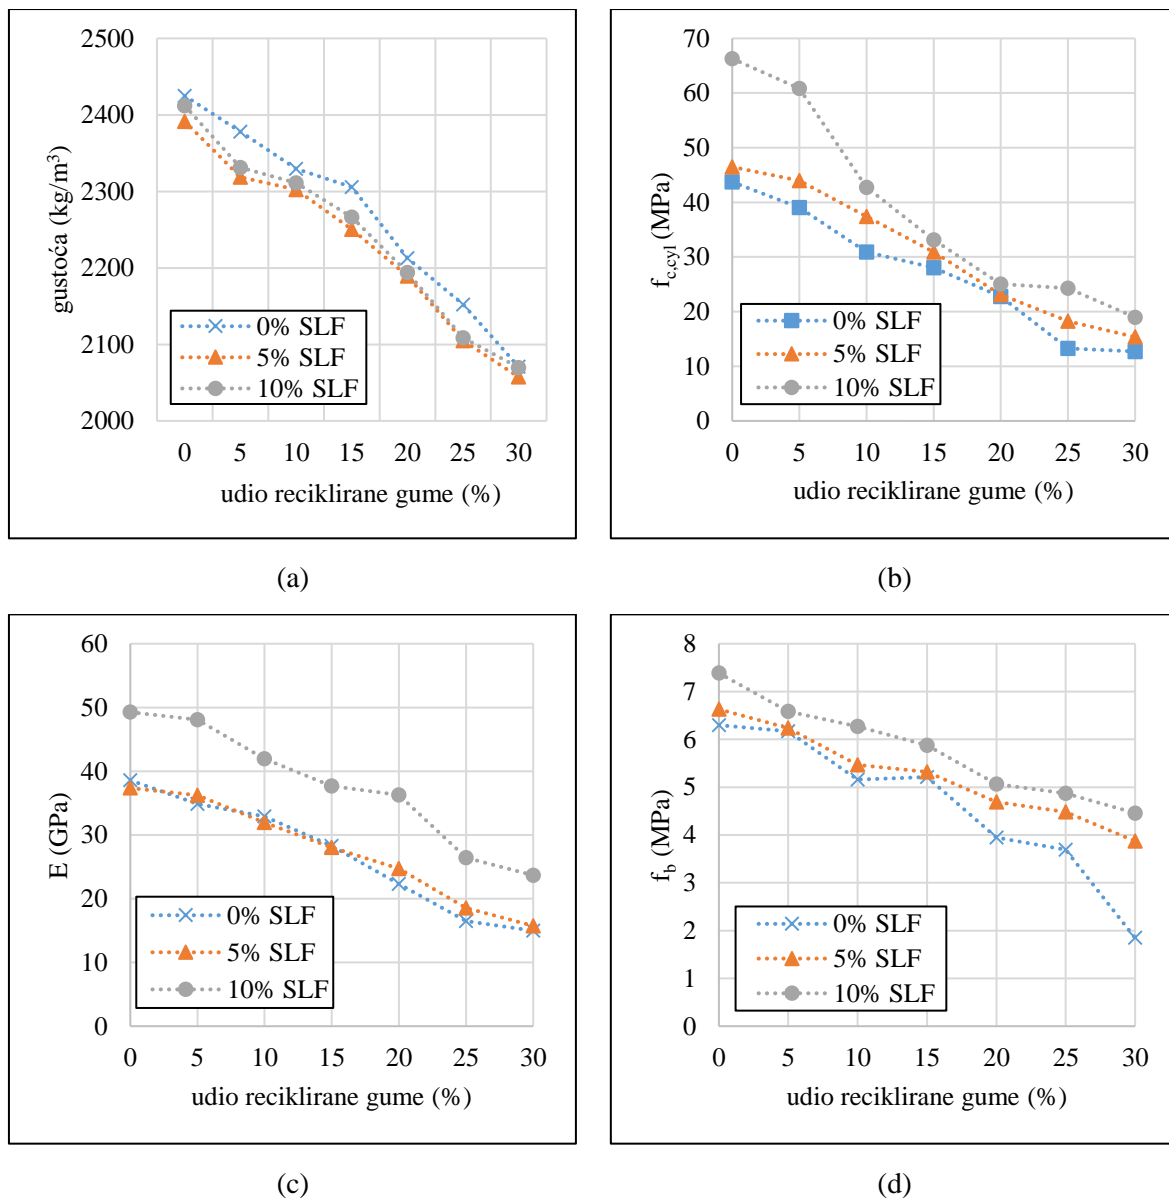 2500
2400
2300
2200
2100
2000
gustoća (kg/m³)
0% SLF
5% SLF
10% SLF
0 5 10 15 20 25 30
udio reciklirane gume (%)
(a)
70
60
50
40
30
20
10
0
f_c,cyl (MPa)
0% SLF
5% SLF
10% SLF
0 5 10 15 20 25 30
udio reciklirane gume (%)
(b)
60
50
40
30
20
10
0
E (GPa)
0% SLF
5% SLF
10% SLF
0 5 10 15 20 25 30
udio reciklirane gume (%)
(c)
8
7
6
5
4
3
2
1
0
f_b (MPa)
0% SLF
5% SLF
10% SLF
0 5 10 15 20 25 30
udio reciklirane gume (%)
(d)